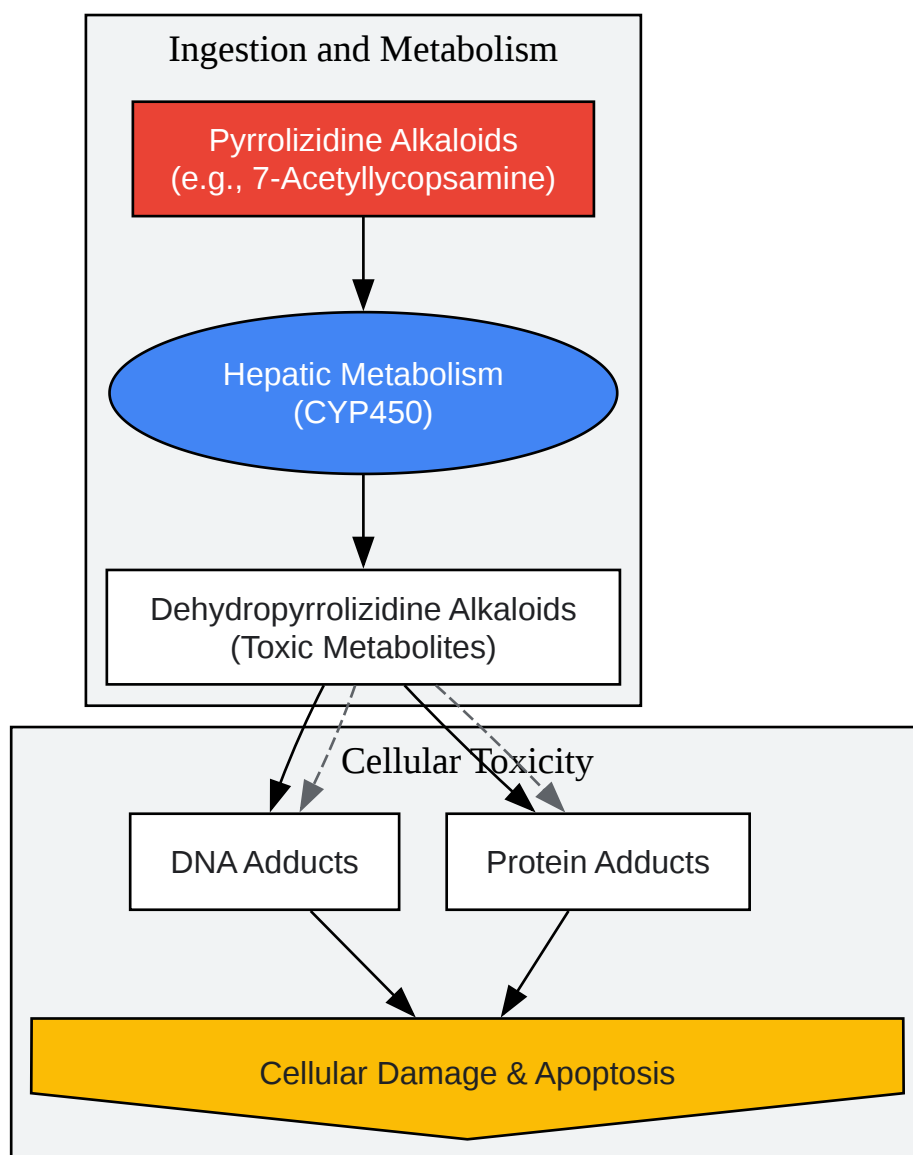 Ingestion and Metabolism
Pyrrolizidine Alkaloids
(e.g., 7-Acetyllycopsamine)
Hepatic Metabolism
(CYP450)
Dehydropyrrolizidine Alkaloids
(Toxic Metabolites)
Cellular Toxicity
DNA Adducts
Protein Adducts
Cellular Damage & Apoptosis